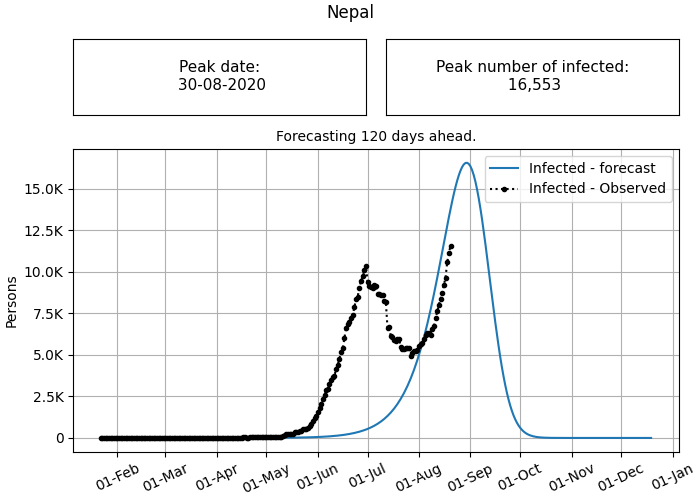 Nepal
Peak date:
30-08-2020
Peak number of infected:
16,553
Forecasting 120 days ahead.
Infected - forecast
Infected - Observed
Persons
15.0K
12.5K
10.0K
7.5K
5.0K
2.5K
0
01-Feb
01-Mar
01-Apr
01-May
01-Jun
01-Jul
01-Aug
01-Sep
01-Oct
01-Nov
01-Dec
01-Jan